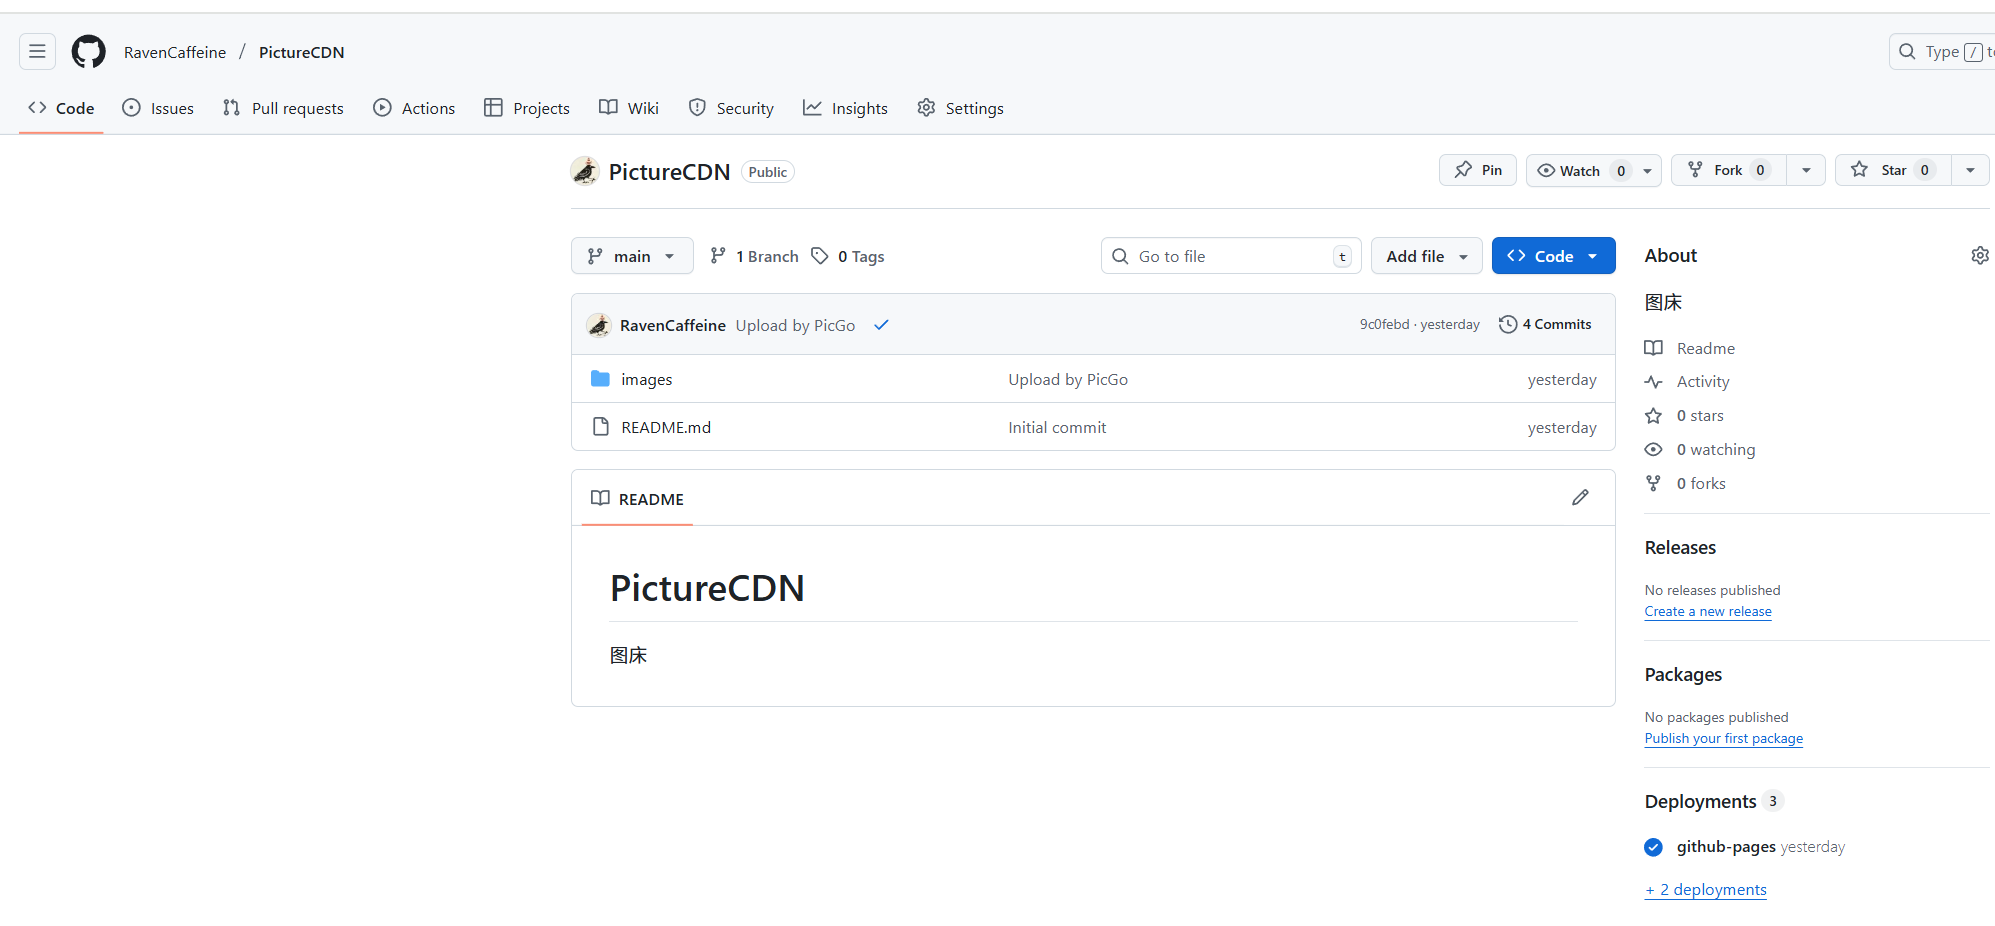 RavenCaffeine / PictureCDN
Type / to
Code Issues Pull requests Actions Projects Wiki Security Insights Settings
PictureCDN Public
Pin Watch 0 Fork 0 Star 0
main 1 Branch 0 Tags Go to file t Add file Code
RavenCaffeine Upload by PicGo 9c0febd · yesterday 4 Commits
images Upload by PicGo yesterday
README.md Initial commit yesterday
README
PictureCDN
图床
About
图床
Readme
Activity
0 stars
0 watching
0 forks
Releases
No releases published
Create a new release
Packages
No packages published
Publish your first package
Deployments 3
github-pages yesterday
+ 2 deployments